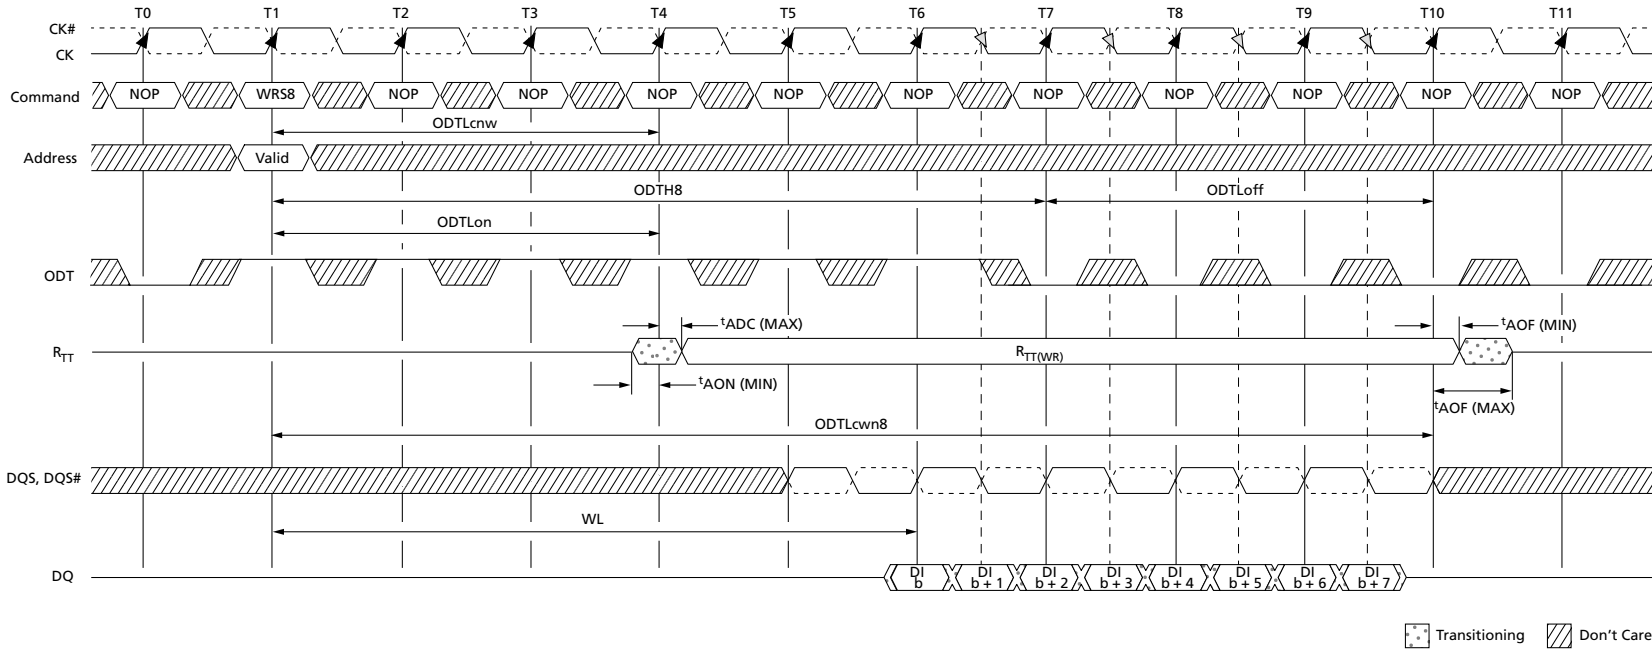 T0 T1 T2 T3 T4 T5 T6 T7 T8 T9 T10 T11
CK#
CK
Command NOP WRS8 NOP NOP NOP NOP NOP NOP NOP NOP NOP NOP
ODTLcnw
Address Valid
ODTH8 ODTLoff
ODTLon
ODT
tADC (MAX) tAOF (MIN)
RTT RTT(WR)
tAON (MIN)
tAOF (MAX)
ODTLcwn8
DQS, DQS#
WL
DQ DI b DI b + 1 DI b + 2 DI b + 3 DI b + 4 DI b + 5 DI b + 6 DI b + 7
Transitioning Don't Care